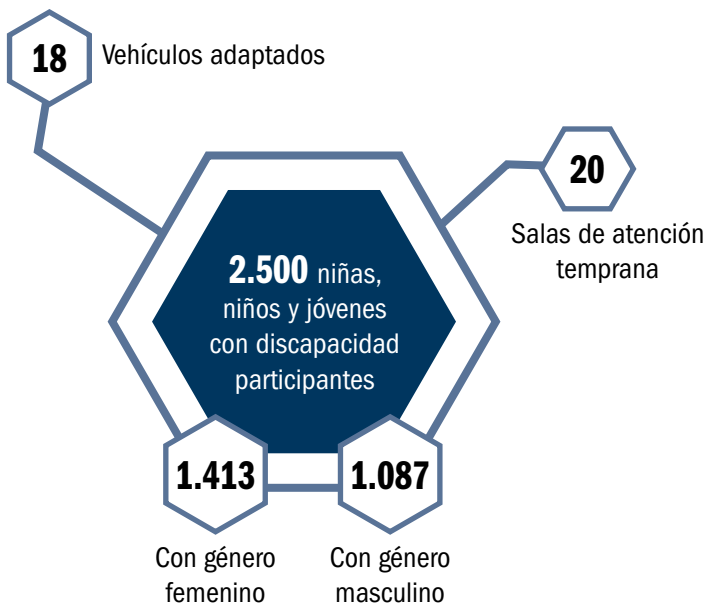 18 Vehículos adaptados
20
Salas de atención
temprana
2.500 niñas,
niños y jóvenes
con discapacidad
participantes
1.413
Con género
femenino
1.087
Con género
masculino